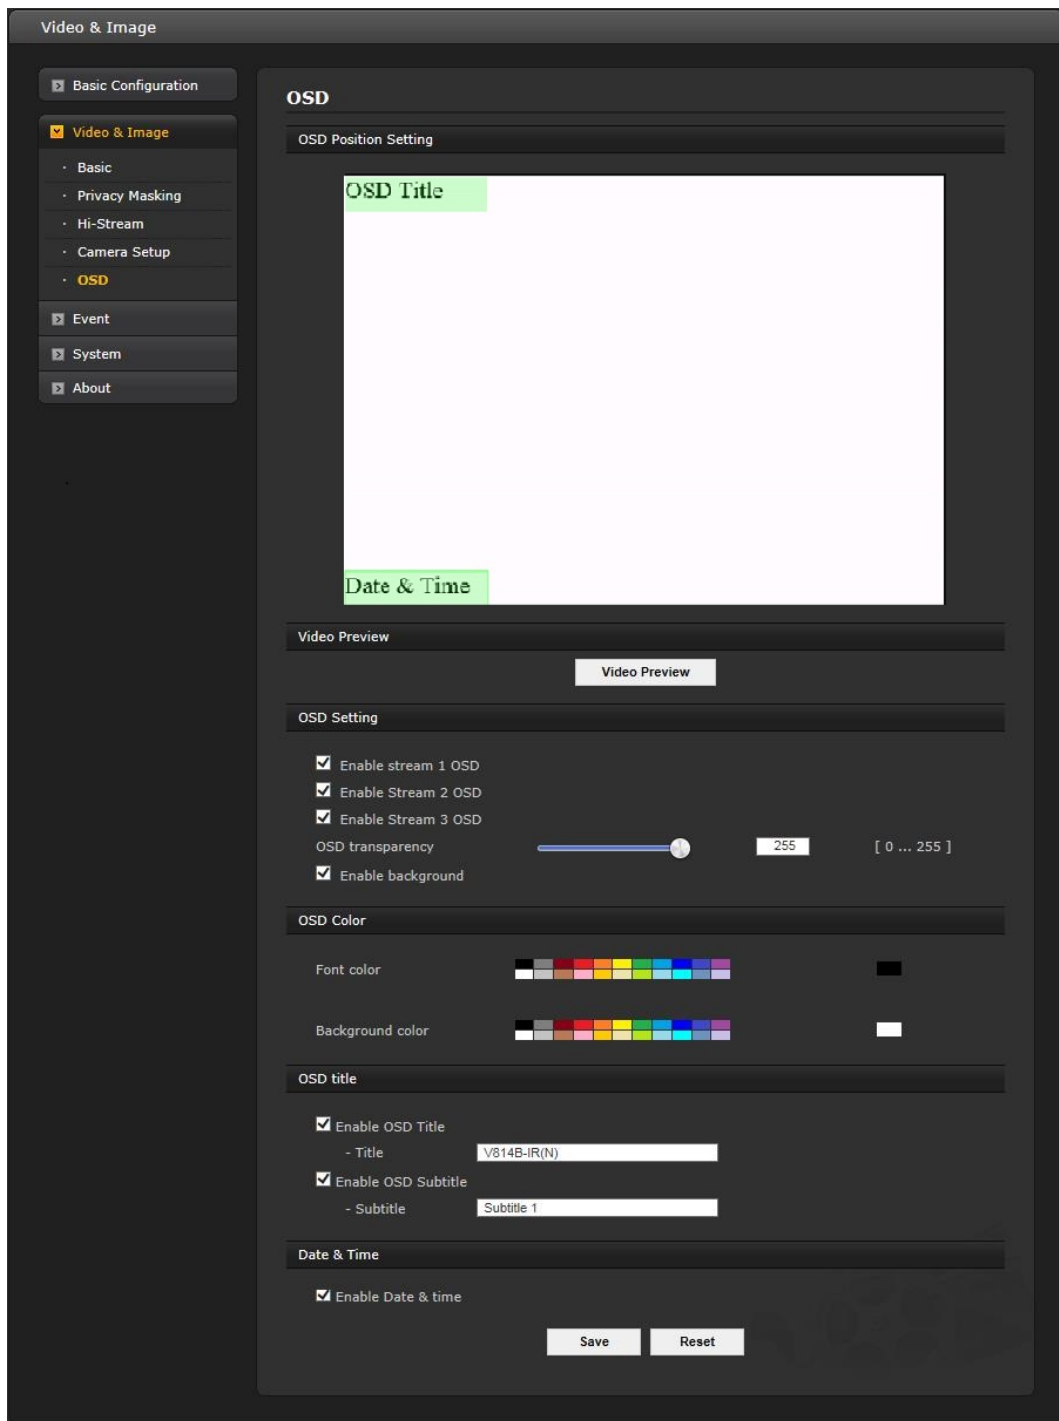 Video & Image
Basic Configuration
Video & Image
· Basic
· Privacy Masking
· Hi-Stream
· Camera Setup
· OSD
Event
System
About
OSD
OSD Position Setting
OSD Title
Date & Time
Video Preview
Video Preview
OSD Setting
Enable stream 1 OSD
Enable Stream 2 OSD
Enable Stream 3 OSD
OSD transparency 255 [ 0 ... 255 ]
Enable background
OSD Color
Font color
Background color
OSD title
Enable OSD Title
- Title V814B-IR(N)
Enable OSD Subtitle
- Subtitle Subtitle 1
Date & Time
Enable Date & time
Save Reset